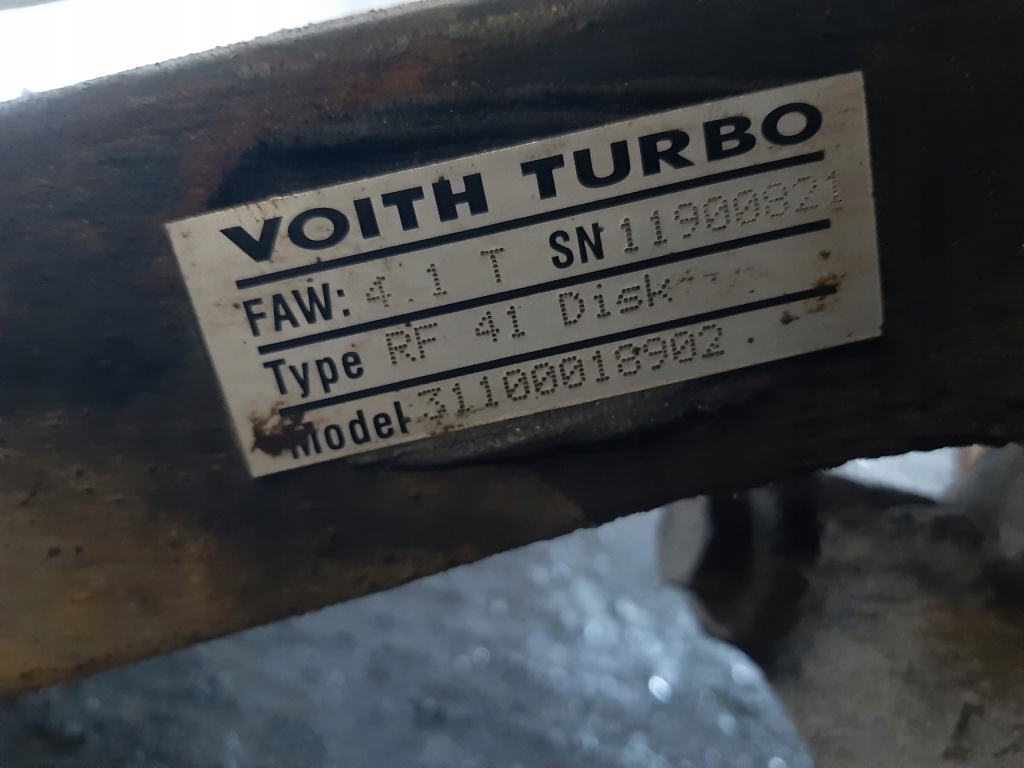 VOITH TURBO
FAW: 4.1 T SN 11900821
Type RF 41 Disk
Model 31100018902